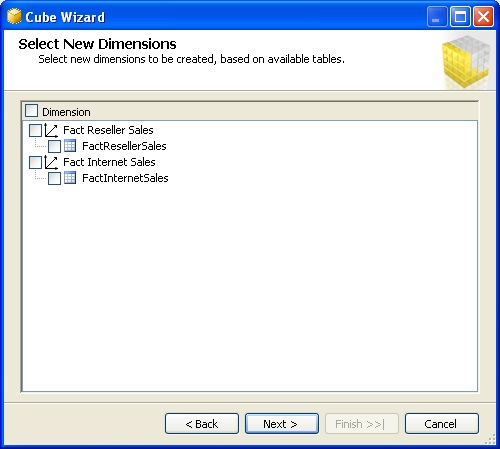 Cube Wizard
Select New Dimensions
Select new dimensions to be created, based on available tables.
Dimension
Fact Reseller Sales
FactResellerSales
Fact Internet Sales
FactInternetSales
< Back
Next >
Finish >>|
Cancel